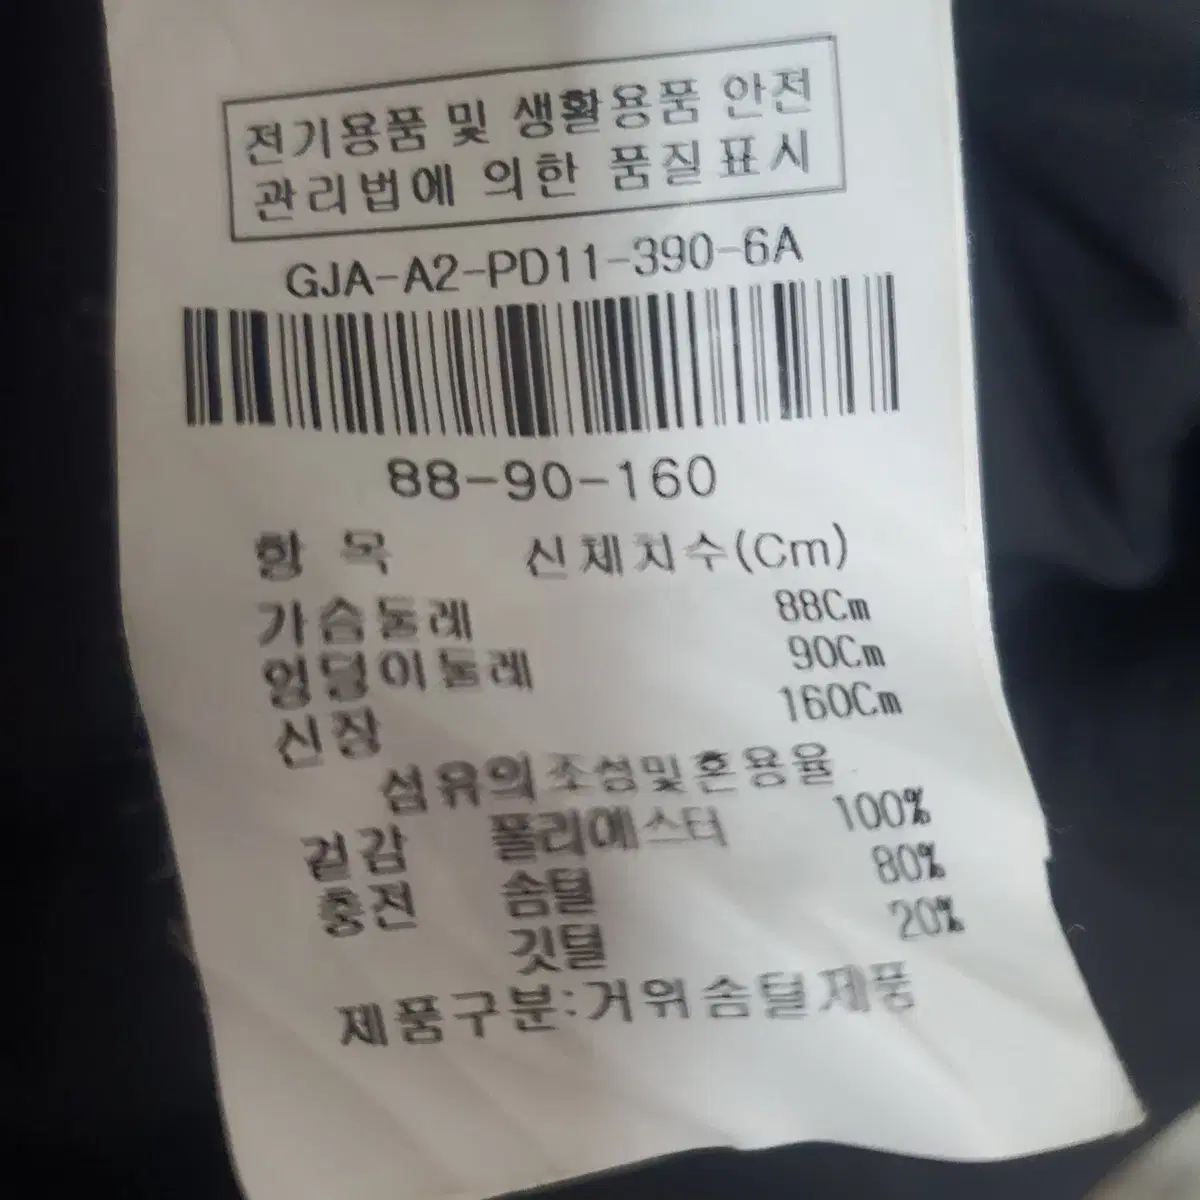 전기용품 및 생활용품 안전
관리법에 의한 품질표시
GJA-A2-PD11-390-6A
88-90-160
항 목 신체치수(Cm)
가슴둘레 88Cm
엉덩이둘레 90Cm
신장 160Cm
섬유의조성및혼용율
겉감 폴리에스터 100%
충전 솜털 80%
깃털 20%
제품구분:거위솜털제품